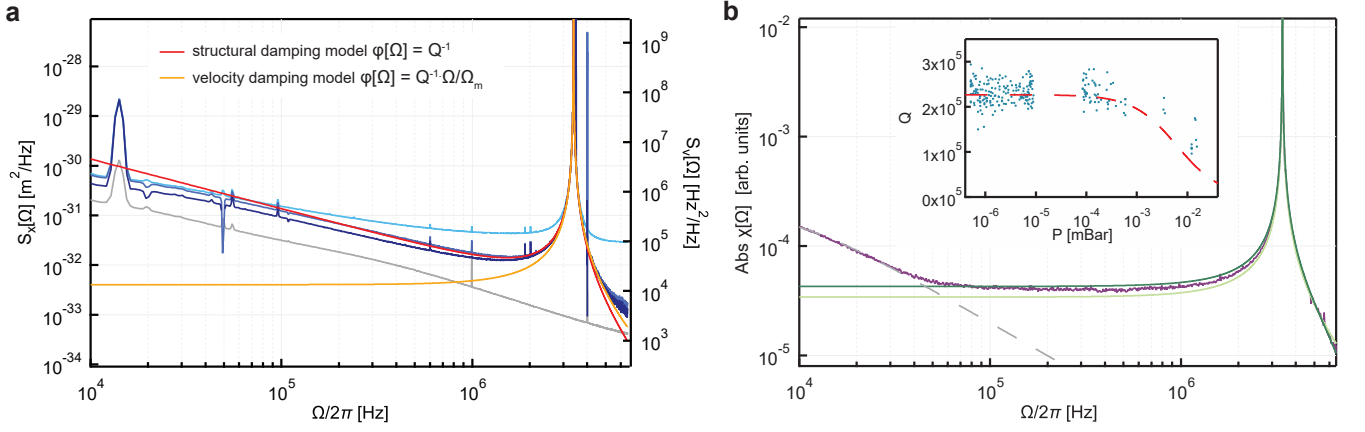 a
structural damping model φ[Ω] = Q⁻¹
velocity damping model φ[Ω] = Q⁻¹·Ω/Ωₘ
Sₓ[Ω] [m²/Hz]
10⁻²⁸
10⁻²⁹
10⁻³⁰
10⁻³¹
10⁻³²
10⁻³³
10⁻³⁴
10⁹
10⁸
10⁷
10⁶
10⁵
10⁴
10³
Sᵥ[Ω] [Hz²/Hz]
10⁴
10⁵
10⁶
Ω/2π [Hz]
b
Abs χ[Ω] [arb. units]
10⁻²
10⁻³
10⁻⁴
10⁻⁵
10⁴
10⁵
10⁶
Ω/2π [Hz]
Q
3x10⁵
2x10⁵
1x10⁵
0x10⁵
10⁻⁶
10⁻⁵
10⁻⁴
10⁻³
10⁻²
P [mBar]